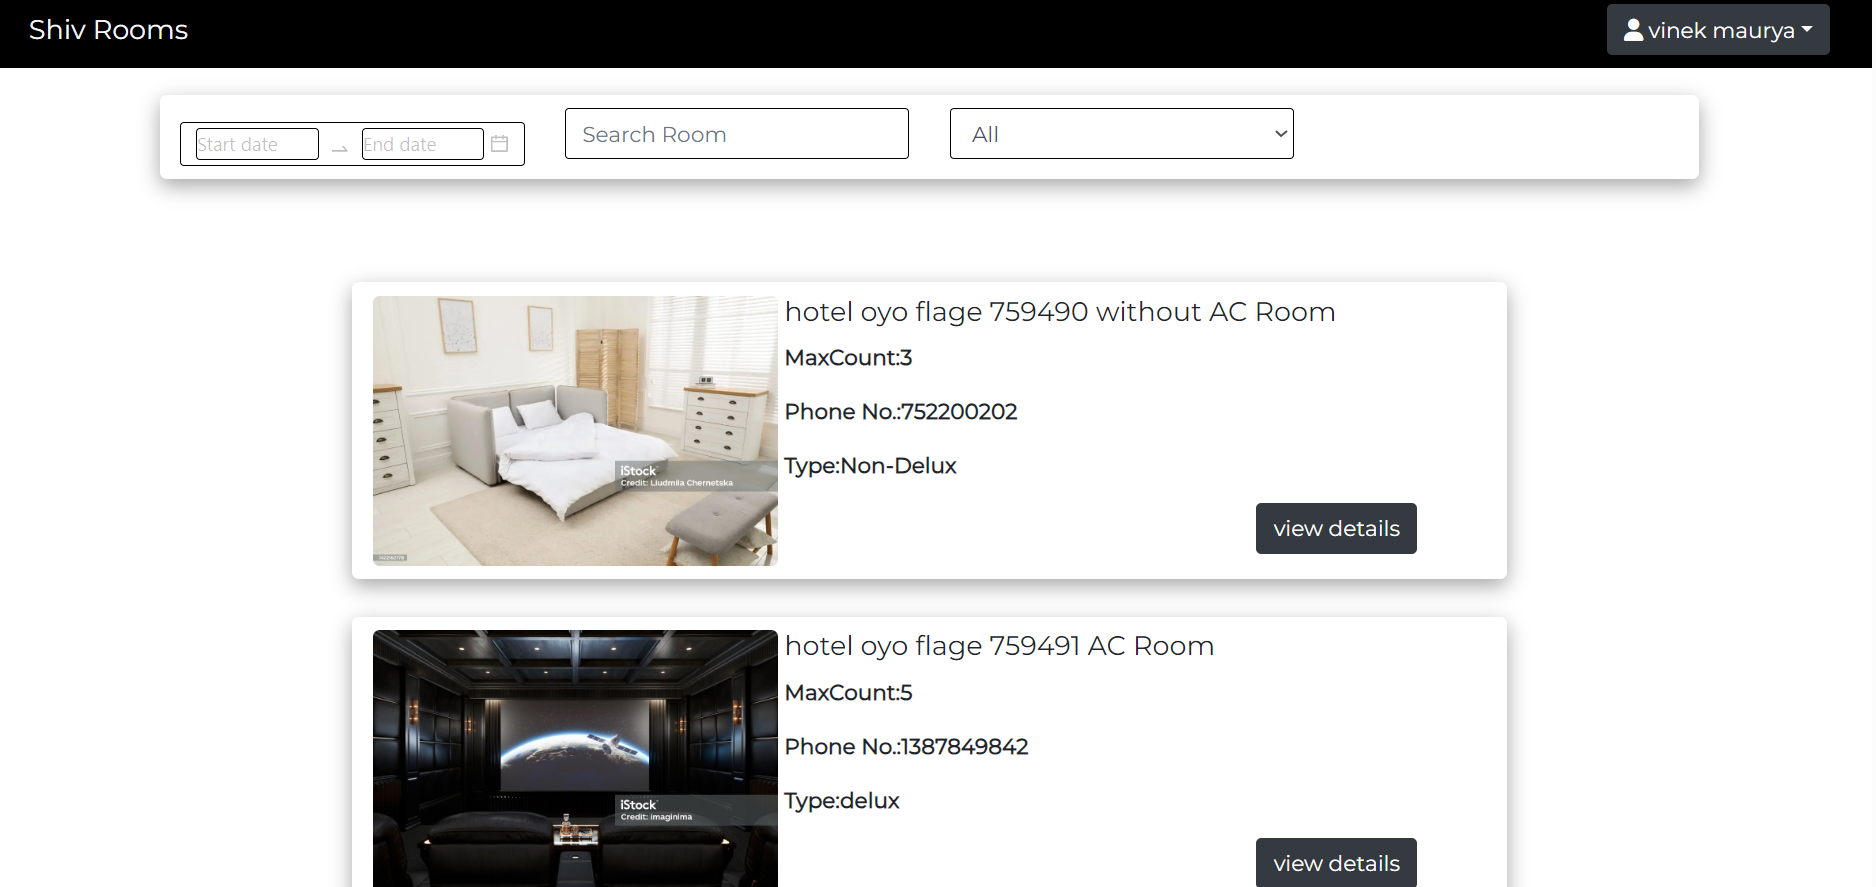 Shiv Rooms
vinek maurya
Start date
End date
Search Room
All
hotel oyo flage 759490 without AC Room
MaxCount:3
Phone No.:752200202
Type:Non-Delux
iStock
Credit: Liudmila Chernetska
view details
hotel oyo flage 759491 AC Room
MaxCount:5
Phone No.:1387849842
Type:delux
iStock
Credit: imaginima
view details